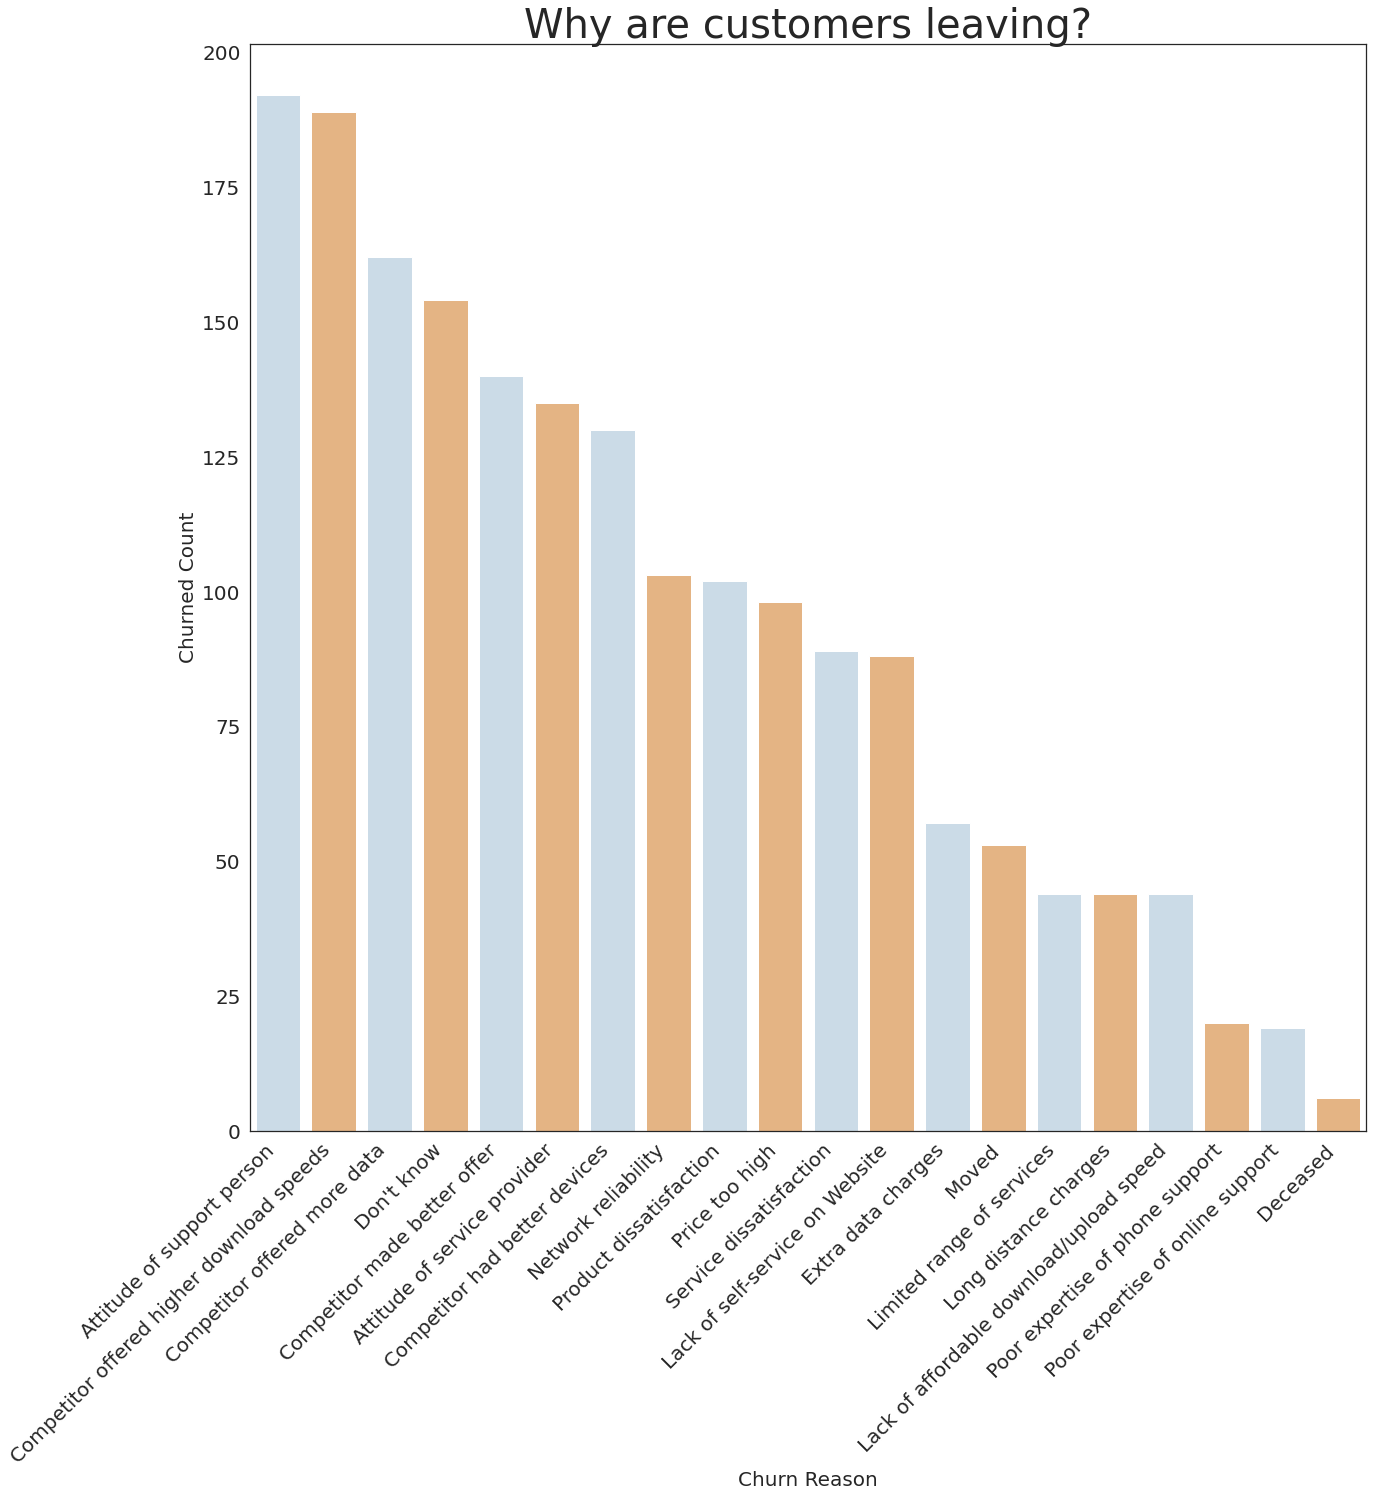 Why are customers leaving?
200
175
150
125
100
75
50
25
0
Churned Count
Attitude of support person
Competitor offered higher download speeds
Competitor offered more data
Don't know
Competitor made better offer
Attitude of service provider
Competitor had better devices
Network reliability
Product dissatisfaction
Price too high
Service dissatisfaction
Lack of self-service on Website
Extra data charges
Moved
Limited range of services
Long distance charges
Lack of affordable download/upload speed
Poor expertise of phone support
Poor expertise of online support
Deceased
Churn Reason